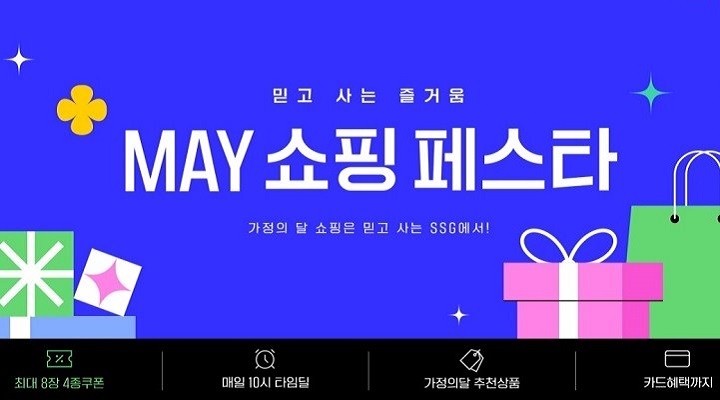 믿고 사는 즐거움
MAY 쇼핑 페스타
가정의 달 쇼핑은 믿고 사는 SSG에서!
최대 8장 4종쿠폰
매일 10시 타임딜
가정의달 추천상품
카드혜택까지